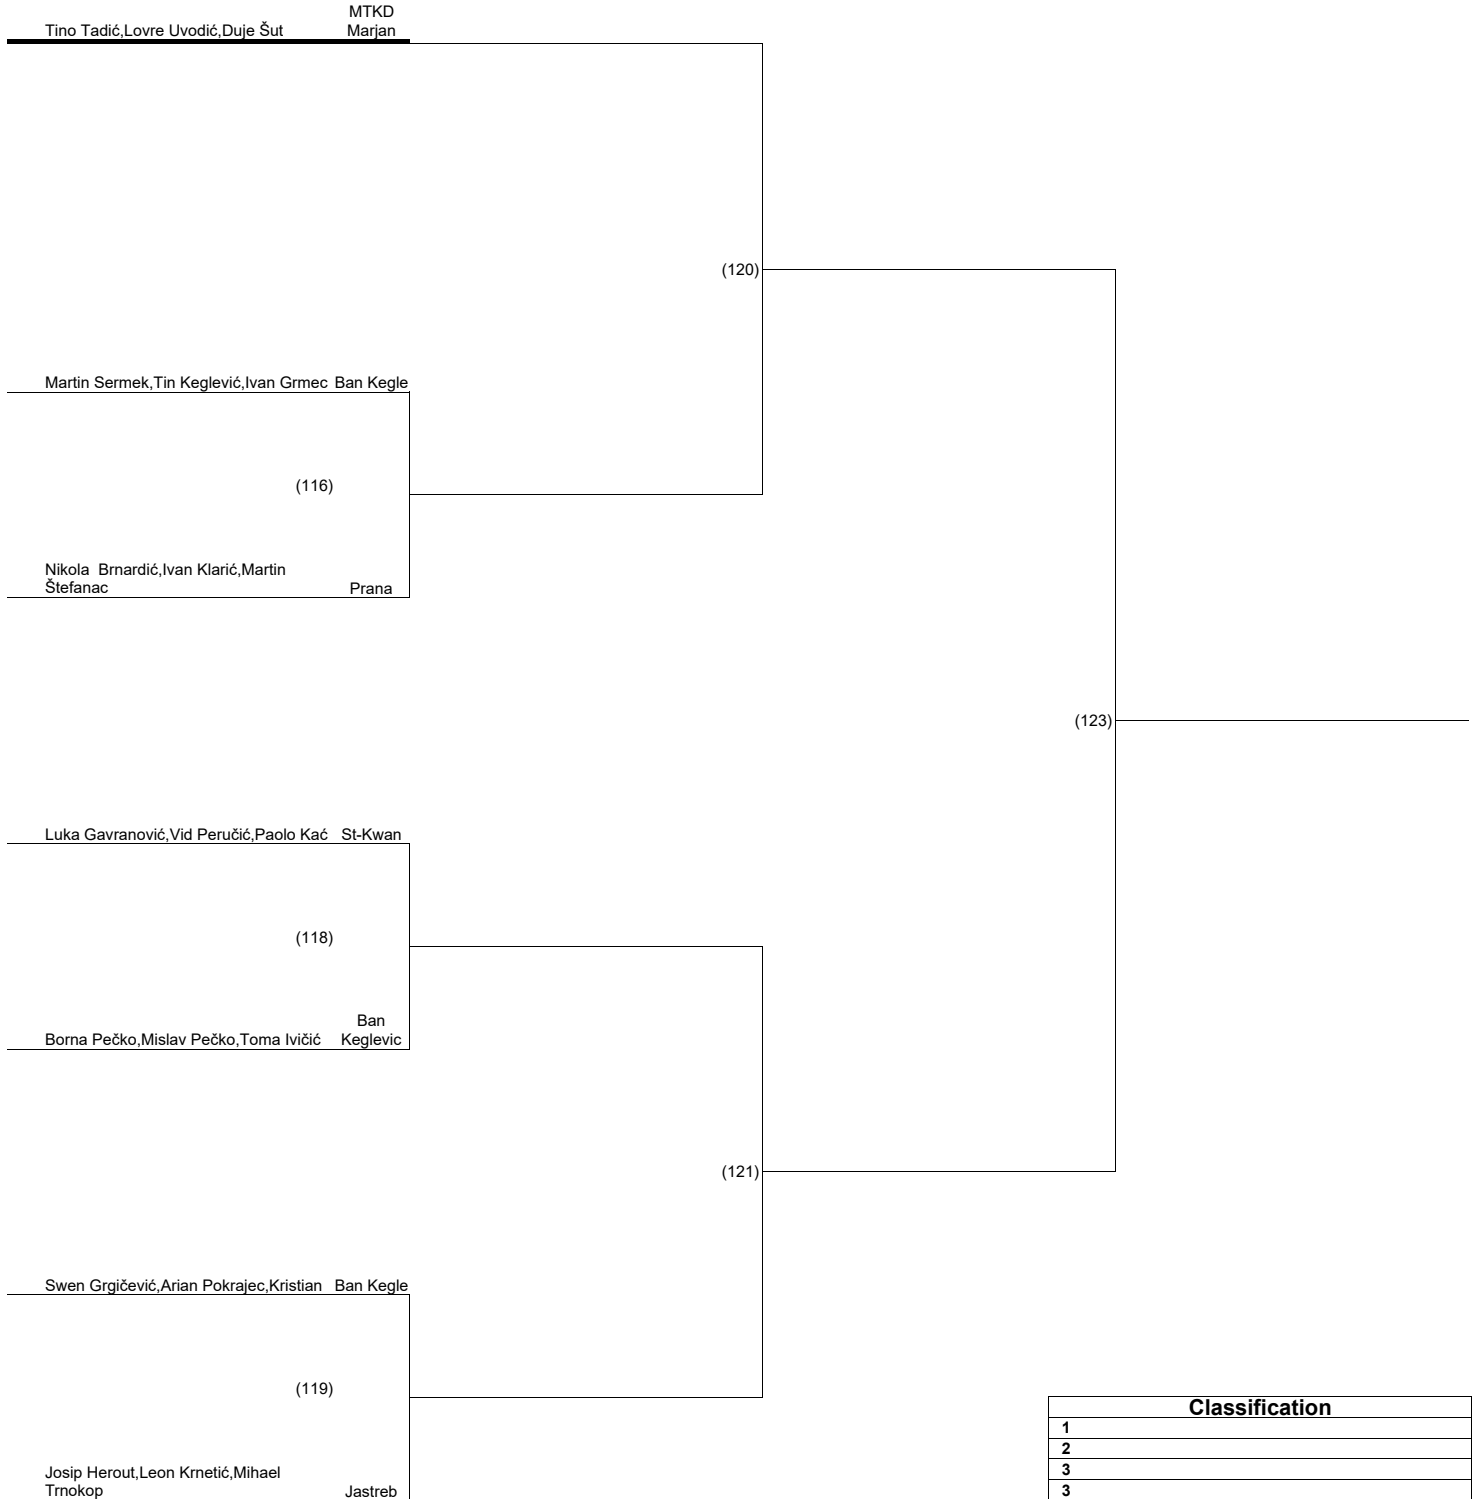 MTKD
Tino Tadić,Lovre Uvodić,Duje Šut Marjan
(120)
Martin Sermek,Tin Keglević,Ivan Grmec Ban Kegle
(116)
Nikola  Brnardić,Ivan Klarić,Martin
Štefanac Prana
(123)
Luka Gavranović,Vid Peručić,Paolo Kać St-Kwan
(118)
Ban
Borna Pečko,Mislav Pečko,Toma Ivičić Keglevic
(121)
Swen Grgičević,Arian Pokrajec,Kristian Ban Kegle
(119)
Josip Herout,Leon Krnetić,Mihael
Trnokop Jastreb
Classification
1
2
3
3